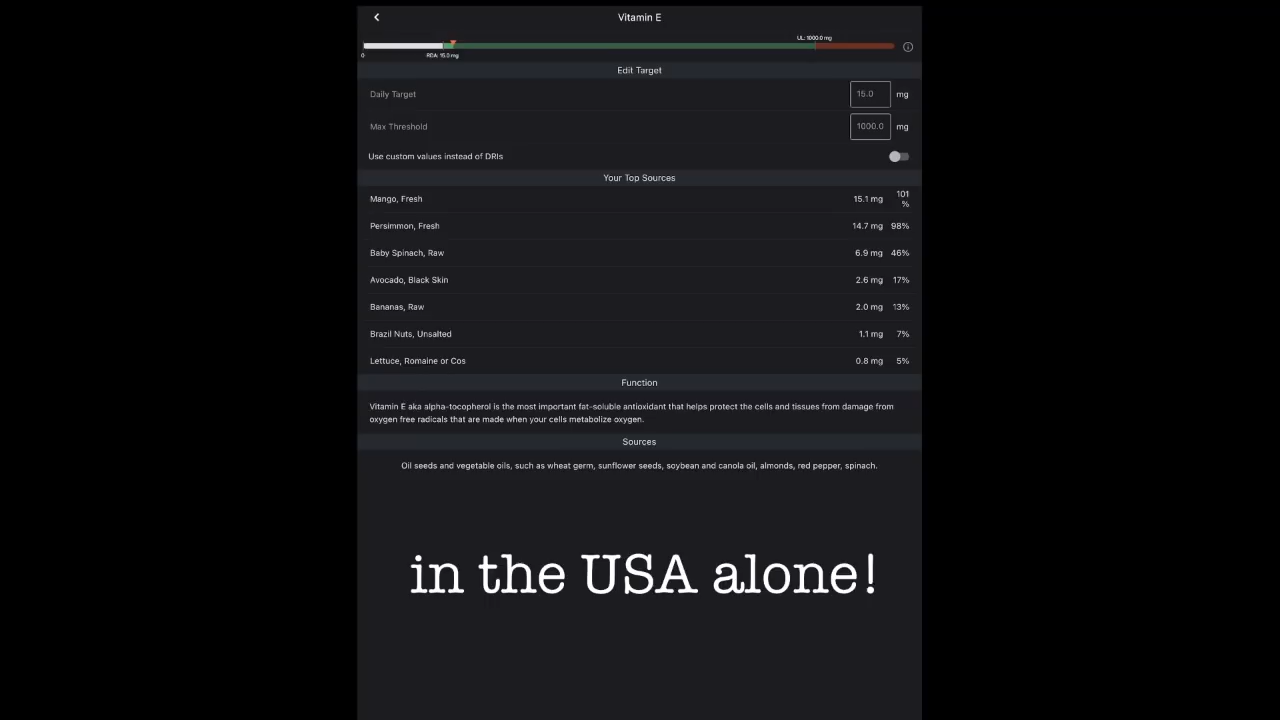 Vitamin E
UL: 1000.0 mg
0
RDA: 15.0 mg
Edit Target
Daily Target 15.0 mg
Max Threshold 1000.0 mg
Use custom values instead of DRIs
Your Top Sources
Mango, Fresh 15.1 mg 101
%
Persimmon, Fresh 14.7 mg 98%
Baby Spinach, Raw 6.9 mg 46%
Avocado, Black Skin 2.6 mg 17%
Bananas, Raw 2.0 mg 13%
Brazil Nuts, Unsalted 1.1 mg 7%
Lettuce, Romaine or Cos 0.8 mg 5%
Function
Vitamin E aka alpha-tocopherol is the most important fat-soluble antioxidant that helps protect the cells and tissues from damage from
oxygen free radicals that are made when your cells metabolize oxygen.
Sources
Oil seeds and vegetable oils, such as wheat germ, sunflower seeds, soybean and canola oil, almonds, red pepper, spinach.
in the USA alone!